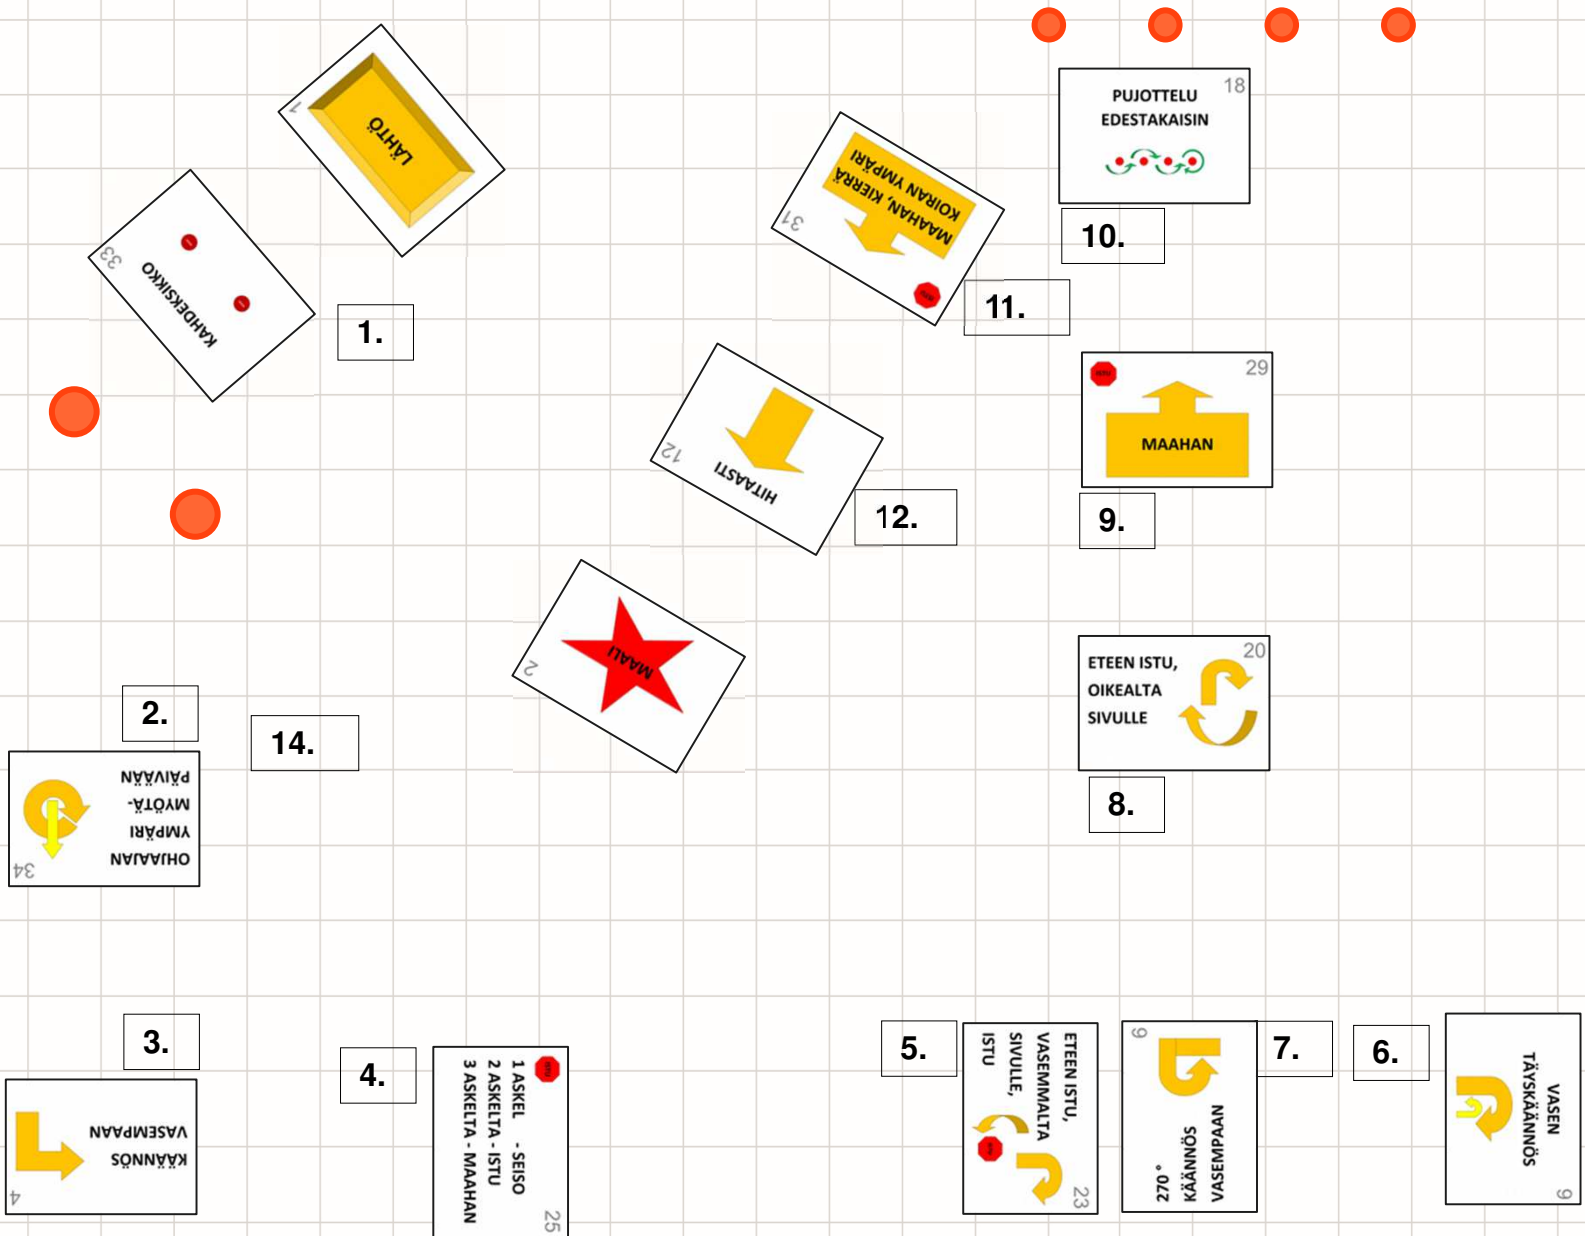 LÄHTÖ
1
KAHDEKSIKKO
33
1.
2.
OHJAAJAN
YMPÄRI
MYÖTÄ-
PÄIVÄÄN
34
14.
3.
KÄÄNNÖS
VASEMPAAN
4
4.
1 ASKEL - SEISO
2 ASKELTA - ISTU
3 ASKELTA - MAAHAN
25
5.
ETEEN ISTU,
VASEMMALTA
SIVULLE,
ISTU
23
6.
VASEN
TÄYSKÄÄNNÖS
9
7.
270°
KÄÄNNÖS
VASEMPAAN
6
8.
ETEEN ISTU,
OIKEALTA
SIVULLE
20
9.
ISTU
MAAHAN
29
10.
PUJOTTELU
EDESTAKAISIN
18
11.
MAAHAN, KIERRÄ
KOIRAN YMPÄRI
31
12.
HITAASTI
12
MAALI
2